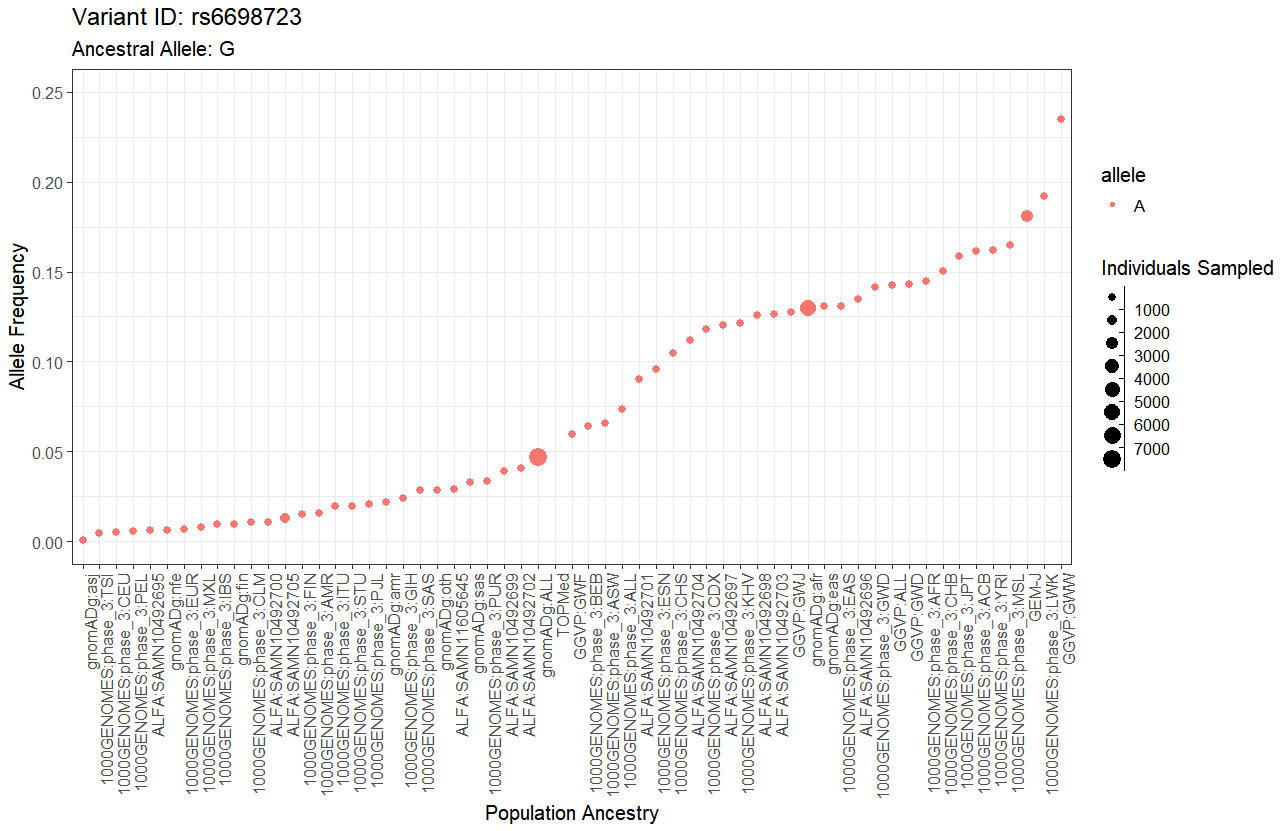 Variant ID: rs6698723
Ancestral Allele: G
Allele Frequency
0.25
0.20
0.15
0.10
0.05
0.00
gnomADg:asj
1000GENOMES:phase_3:TSI
1000GENOMES:phase_3:CEU
1000GENOMES:phase_3:PEL
ALFA:SAMN10492695
gnomADg:nfe
1000GENOMES:phase_3:EUR
1000GENOMES:phase_3:MXL
1000GENOMES:phase_3:IBS
gnomADg:fin
1000GENOMES:phase_3:CLM
ALFA:SAMN10492700
ALFA:SAMN10492705
1000GENOMES:phase_3:FIN
1000GENOMES:phase_3:AMR
1000GENOMES:phase_3:ITU
1000GENOMES:phase_3:STU
1000GENOMES:phase_3:PJL
gnomADg:amr
1000GENOMES:phase_3:GIH
1000GENOMES:phase_3:SAS
gnomADg:oth
ALFA:SAMN11605645
gnomADg:sas
1000GENOMES:phase_3:PUR
ALFA:SAMN10492699
ALFA:SAMN10492702
gnomADg:ALL
TOPMed
GGVP:GWF
1000GENOMES:phase_3:BEB
1000GENOMES:phase_3:ASW
1000GENOMES:phase_3:ALL
ALFA:SAMN10492701
1000GENOMES:phase_3:ESN
1000GENOMES:phase_3:CHS
ALFA:SAMN10492704
1000GENOMES:phase_3:CDX
ALFA:SAMN10492697
1000GENOMES:phase_3:KHV
ALFA:SAMN10492698
ALFA:SAMN10492703
GGVP:GWJ
gnomADg:afr
gnomADg:eas
1000GENOMES:phase_3:EAS
ALFA:SAMN10492696
1000GENOMES:phase_3:GWD
GGVP:ALL
GGVP:GWD
1000GENOMES:phase_3:AFR
1000GENOMES:phase_3:CHB
1000GENOMES:phase_3:JPT
1000GENOMES:phase_3:ACB
1000GENOMES:phase_3:YRI
1000GENOMES:phase_3:MSL
GEM-J
1000GENOMES:phase_3:LWK
GGVP:GWW
Population Ancestry
allele
A
Individuals Sampled
1000
2000
3000
4000
5000
6000
7000